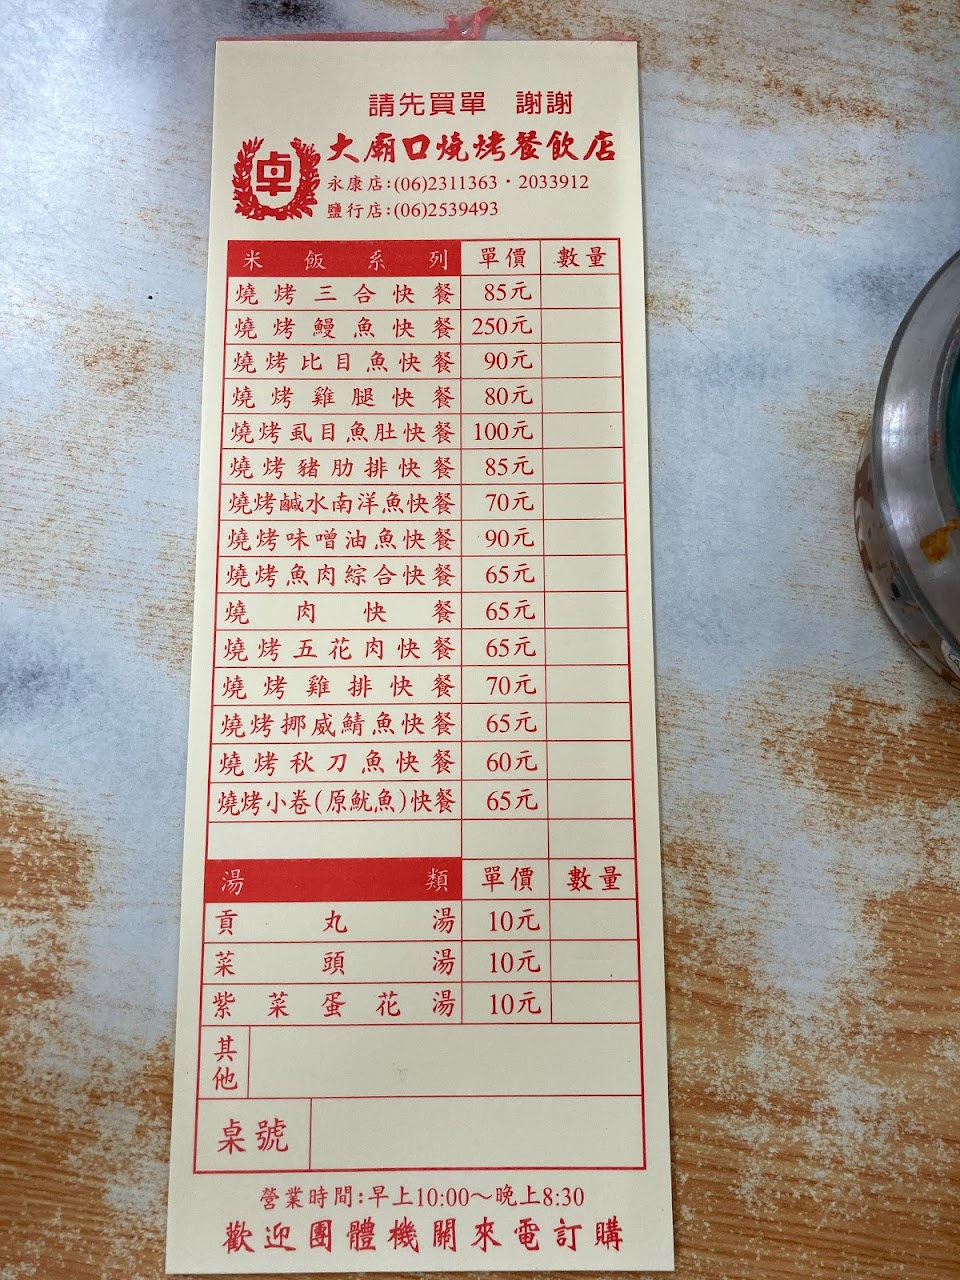 請先買單 謝謝
卓
大廟口燒烤餐飲店
永康店:(06)2311363・2033912
鹽行店:(06)2539493
米飯系列 單價 數量
燒烤三合快餐 85元
燒烤鰻魚快餐 250元
燒烤比目魚快餐 90元
燒烤雞腿快餐 80元
燒烤虱目魚肚快餐 100元
燒烤豬肋排快餐 85元
燒烤鹹水南洋魚快餐 70元
燒烤味噌油魚快餐 90元
燒烤魚肉綜合快餐 65元
燒肉快餐 65元
燒烤五花肉快餐 65元
燒烤雞排快餐 70元
燒烤挪威鯖魚快餐 65元
燒烤秋刀魚快餐 60元
燒烤小卷(原魷魚)快餐 65元
湯類 單價 數量
貢丸湯 10元
菜頭湯 10元
紫菜蛋花湯 10元
其他
桌號
營業時間:早上10:00～晚上8:30
歡迎團體機關來電訂購